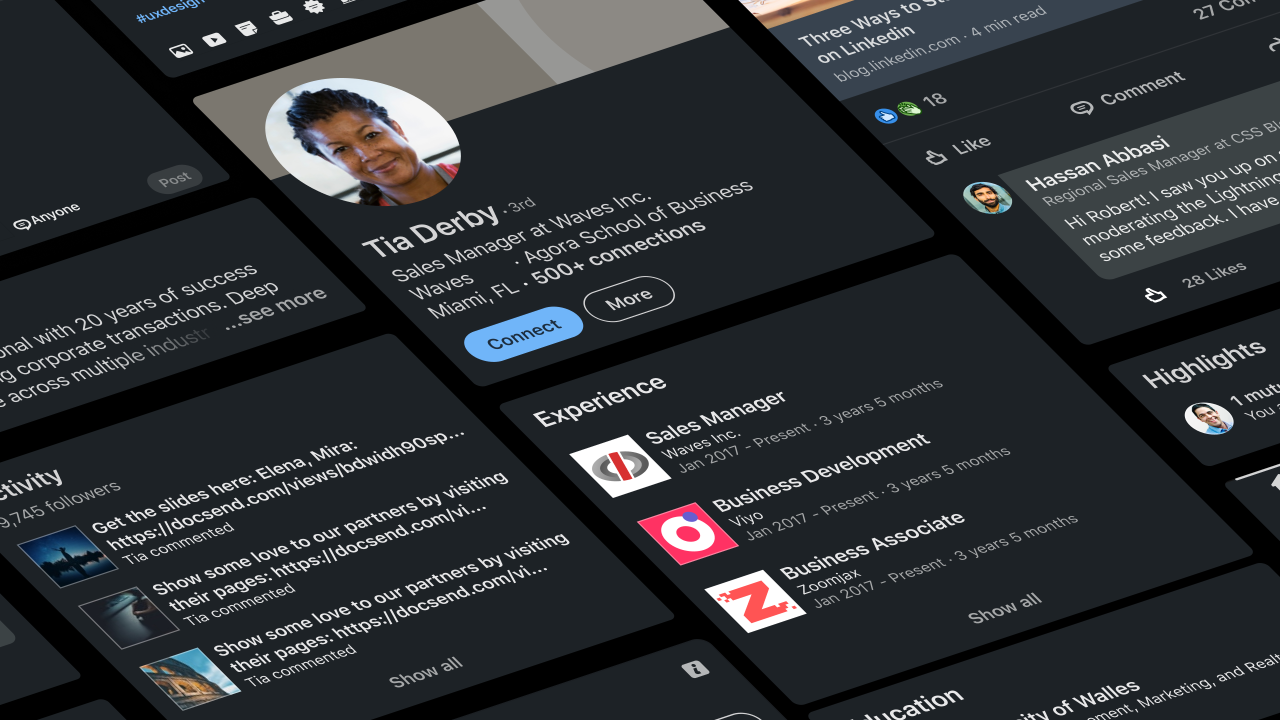 #uxdesign
Post
Anyone
onal with 20 years of success
ng corporate transactions. Deep
e across multiple industr
...see more
ctivity
9,745 followers
Get the slides here: Elena, Mira:
https://docsend.com/views/bdwidh90sp...
Tia commented
Show some love to our partners by visiting
their pages: https://docsend.com/vi...
Tia commented
Show some love to our partners by visiting
their pages: https://docsend.com/vi...
Tia commented
Show all
Tia Derby · 3rd
Sales Manager at Waves Inc.
Waves · Agora School of Business
Miami, FL · 500+ connections
Connect
More
Experience
Sales Manager
Waves Inc.
Jan 2017 - Present · 3 years 5 months
Business Development
Viyo
Jan 2017 - Present · 3 years 5 months
Business Associate
Zoomjax
Jan 2017 - Present · 3 years 5 months
Show all
Education
ity of Walles
ment, Marketing, and Realt
Three Ways to St
on Linkedin
blog.linkedin.com · 4 min read
18
27 Com
Like
Comment
Hassan Abbasi
Regional Sales Manager at CSS Bl
Hi Robert! I saw you up on s
moderating the Lightning
some feedback. I have
28 Likes
Highlights
1 mutu
You